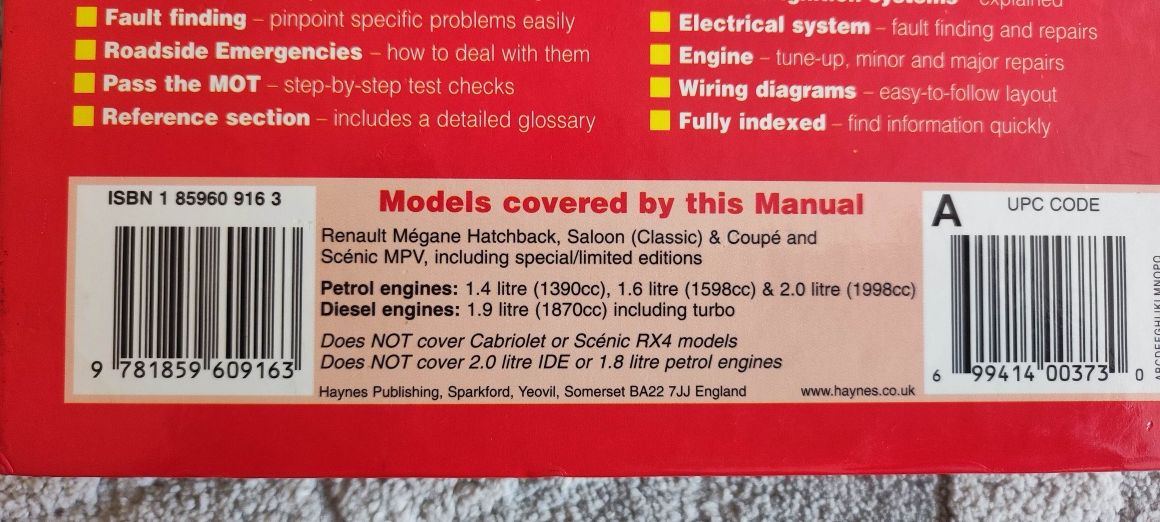 ignition systems – explained
Fault finding – pinpoint specific problems easily
Roadside Emergencies – how to deal with them
Pass the MOT – step-by-step test checks
Reference section – includes a detailed glossary
Electrical system – fault finding and repairs
Engine – tune-up, minor and major repairs
Wiring diagrams – easy-to-follow layout
Fully indexed – find information quickly
ISBN 1 85960 916 3
9 781859 609163
Models covered by this Manual
Renault Mégane Hatchback, Saloon (Classic) & Coupé and
Scénic MPV, including special/limited editions
Petrol engines: 1.4 litre (1390cc), 1.6 litre (1598cc) & 2.0 litre (1998cc)
Diesel engines: 1.9 litre (1870cc) including turbo
Does NOT cover Cabriolet or Scénic RX4 models
Does NOT cover 2.0 litre IDE or 1.8 litre petrol engines
Haynes Publishing, Sparkford, Yeovil, Somerset BA22 7JJ England
www.haynes.co.uk
A
UPC CODE
6 99414 00373 0
ABCDEFGHIJKLMNOPQ